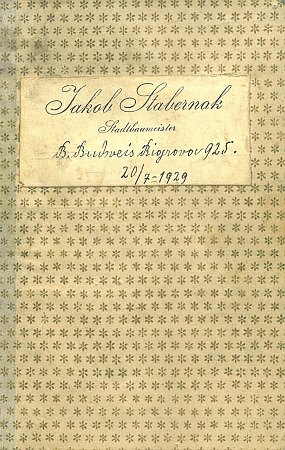 Jakob Stabernak
Stadtbaumeister
B. Budweis Riegrova 925.
20/7-1929